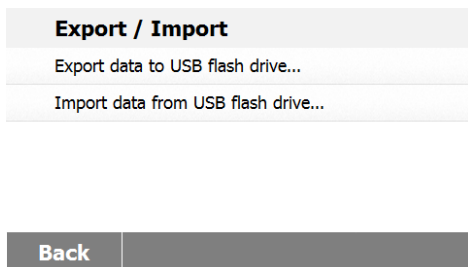 Export / Import
Export data to USB flash drive...
Import data from USB flash drive...
Back